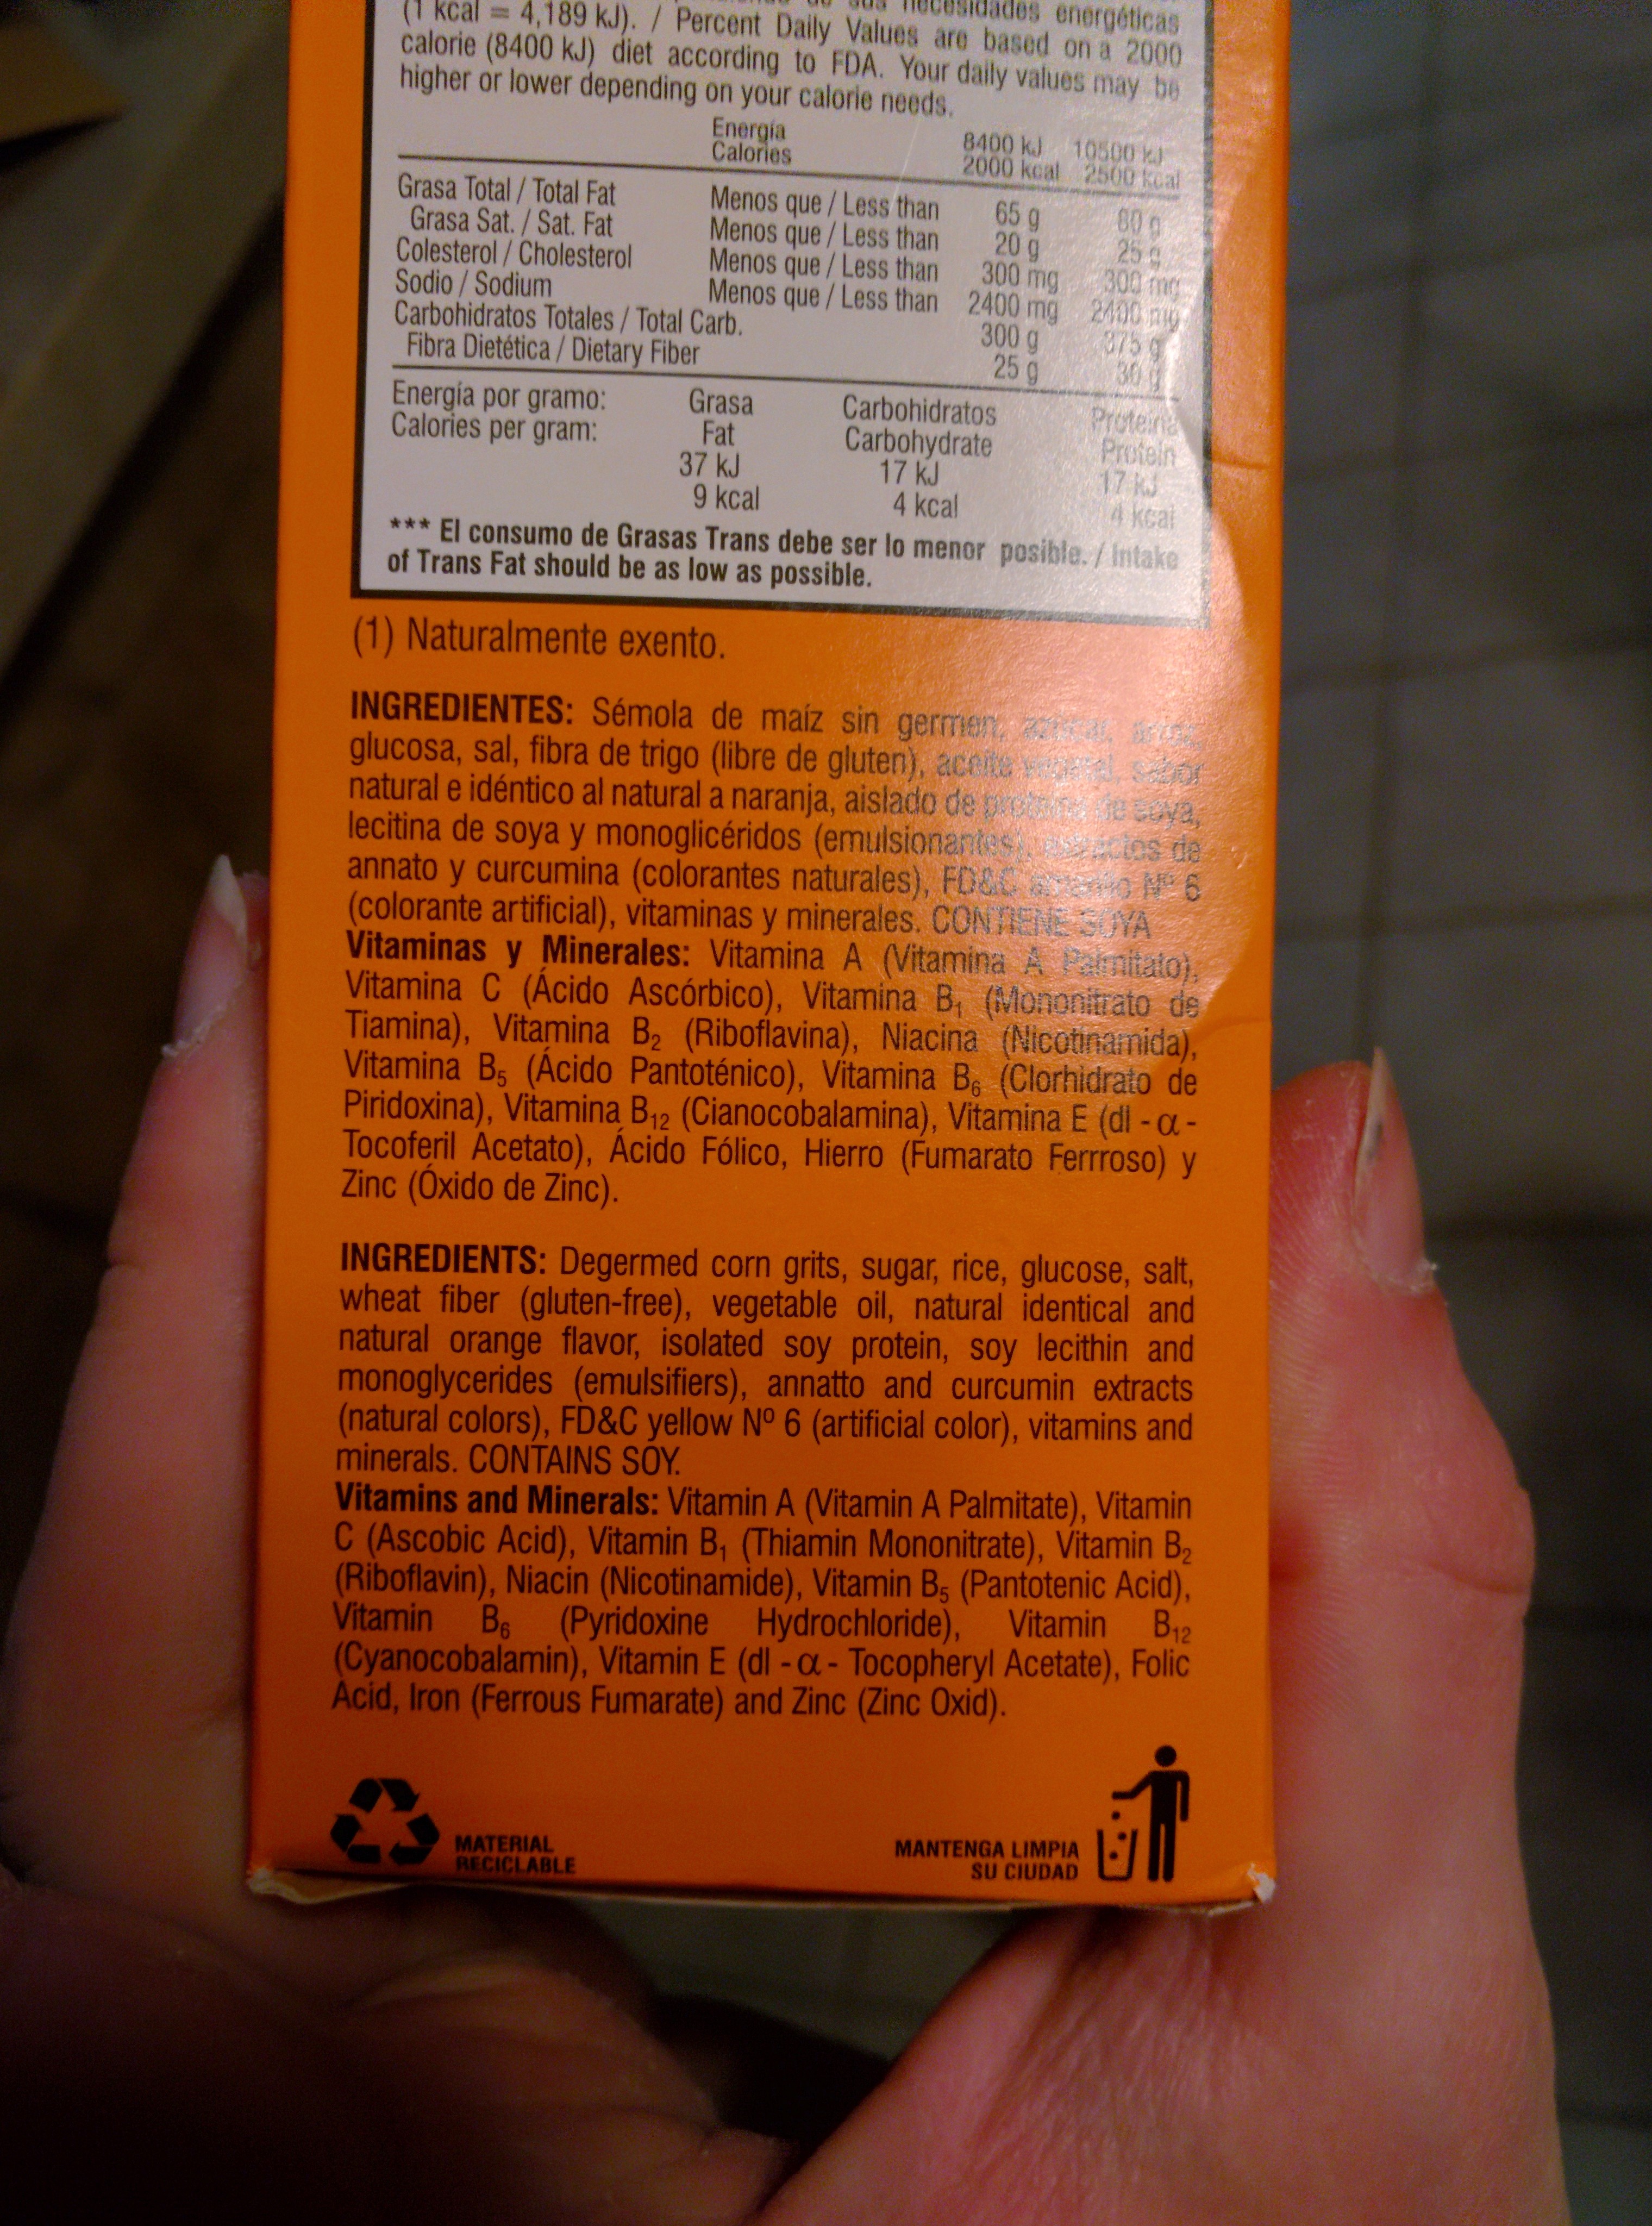 necesidades energéticas
(1 kcal = 4,189 kJ). / Percent Daily Values are based on a 2000
calorie (8400 kJ) diet according to FDA. Your daily values may be
higher or lower depending on your calorie needs.
Energía 8400 kJ 10500 kJ
Calories 2000 kcal 2500 kcal
Grasa Total / Total Fat Menos que / Less than 65 g 80 g
Grasa Sat. / Sat. Fat Menos que / Less than 20 g 25 g
Colesterol / Cholesterol Menos que / Less than 300 mg 300 mg
Sodio / Sodium Menos que / Less than 2400 mg 2400 mg
Carbohidratos Totales / Total Carb. 300 g 375 g
Fibra Dietética / Dietary Fiber 25 g 30 g
Energía por gramo: Grasa Carbohidratos Proteína
Calories per gram: Fat Carbohydrate Protein
37 kJ 17 kJ 17 kJ
9 kcal 4 kcal 4 kcal
*** El consumo de Grasas Trans debe ser lo menor posible. / Intake
of Trans Fat should be as low as possible.
(1) Naturalmente exento.
INGREDIENTES: Sémola de maíz sin germen, azúcar, arroz,
glucosa, sal, fibra de trigo (libre de gluten), aceite vegetal, sabor
natural e idéntico al natural a naranja, aislado de proteína de soya,
lecitina de soya y monoglicéridos (emulsionantes), extractos de
annato y curcumina (colorantes naturales), FD&C amarillo Nº 6
(colorante artificial), vitaminas y minerales. CONTIENE SOYA
Vitaminas y Minerales: Vitamina A (Vitamina A Palmitato),
Vitamina C (Ácido Ascórbico), Vitamina B₁ (Mononitrato de
Tiamina), Vitamina B₂ (Riboflavina), Niacina (Nicotinamida),
Vitamina B₅ (Ácido Pantoténico), Vitamina B₆ (Clorhidrato de
Piridoxina), Vitamina B₁₂ (Cianocobalamina), Vitamina E (dl - α -
Tocoferil Acetato), Ácido Fólico, Hierro (Fumarato Ferrroso) y
Zinc (Óxido de Zinc).
INGREDIENTS: Degermed corn grits, sugar, rice, glucose, salt,
wheat fiber (gluten-free), vegetable oil, natural identical and
natural orange flavor, isolated soy protein, soy lecithin and
monoglycerides (emulsifiers), annatto and curcumin extracts
(natural colors), FD&C yellow Nº 6 (artificial color), vitamins and
minerals. CONTAINS SOY.
Vitamins and Minerals: Vitamin A (Vitamin A Palmitate), Vitamin
C (Ascobic Acid), Vitamin B₁ (Thiamin Mononitrate), Vitamin B₂
(Riboflavin), Niacin (Nicotinamide), Vitamin B₅ (Pantotenic Acid),
Vitamin B₆ (Pyridoxine Hydrochloride), Vitamin B₁₂
(Cyanocobalamin), Vitamin E (dl - α - Tocopheryl Acetate), Folic
Acid, Iron (Ferrous Fumarate) and Zinc (Zinc Oxid).
MATERIAL
RECICLABLE
MANTENGA LIMPIA
SU CIUDAD